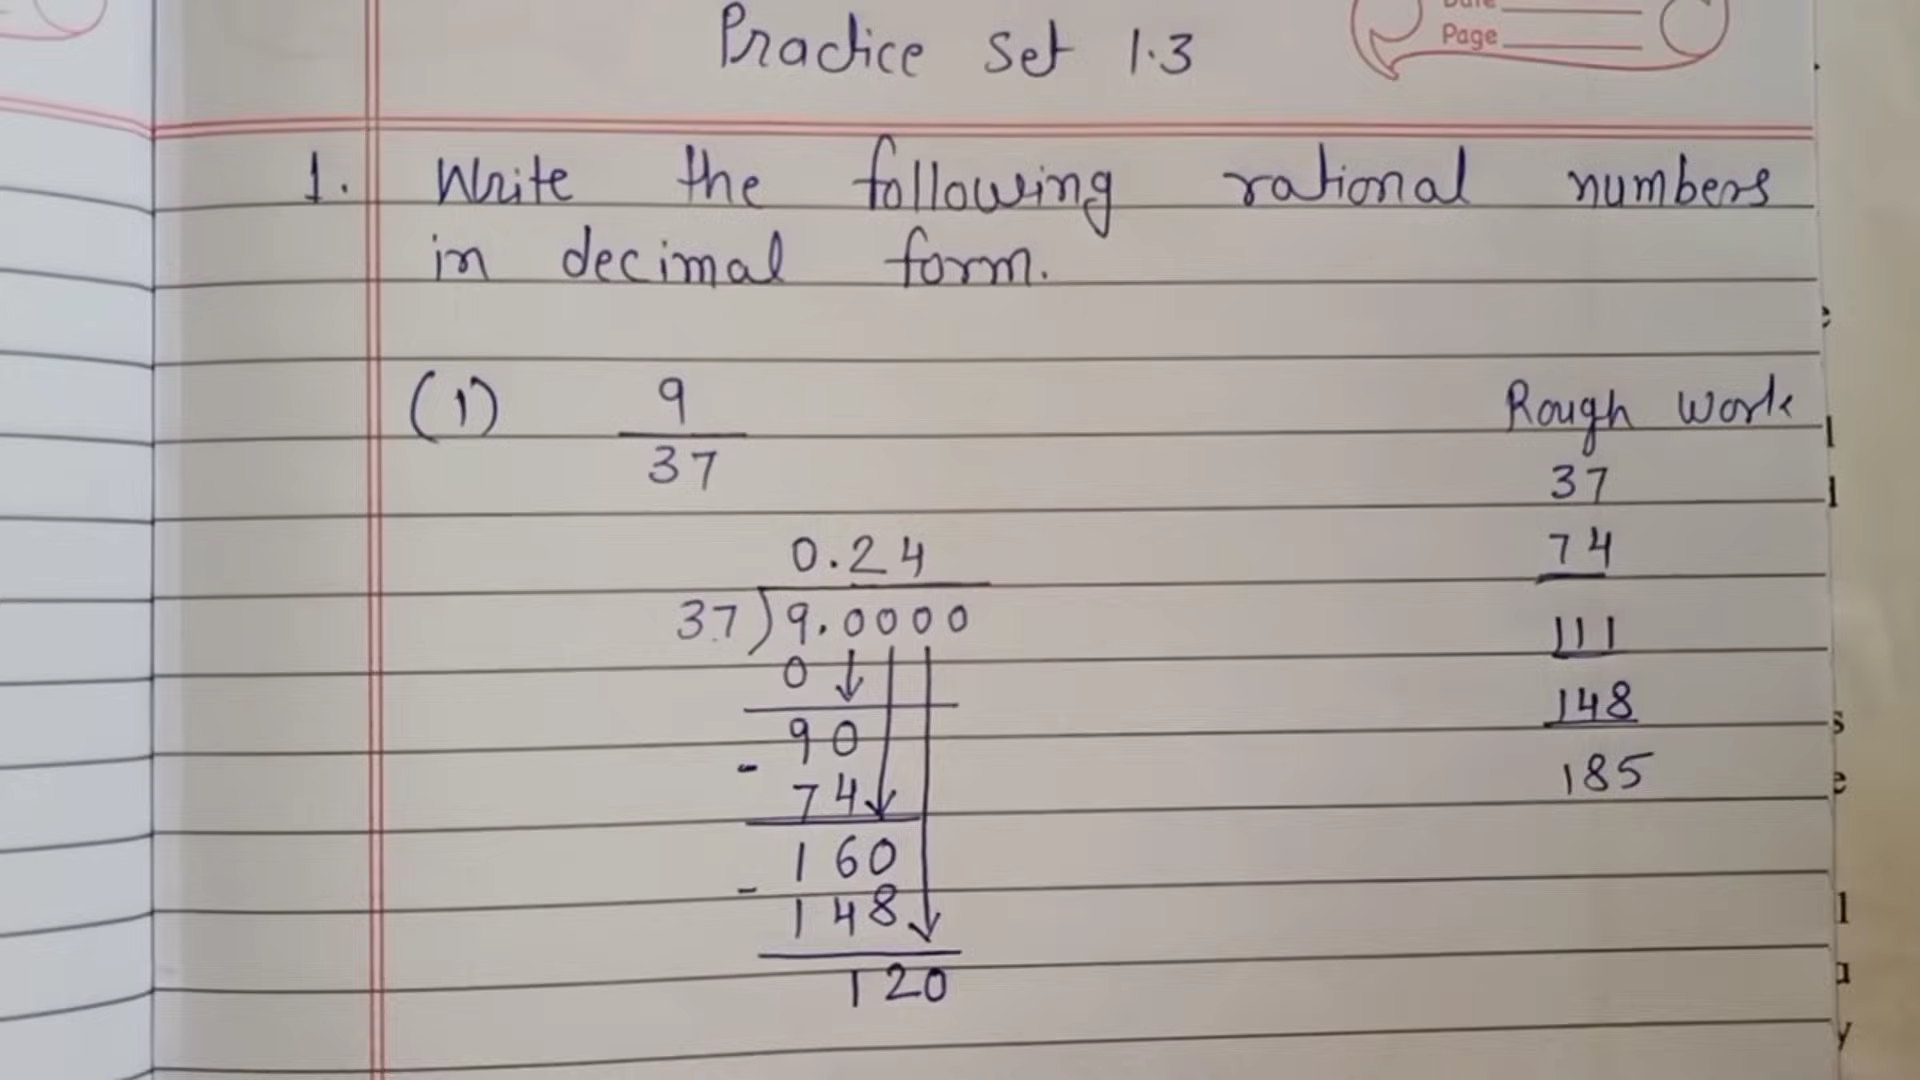 Date
Page
Practice set 1.3
1. Write the following rational numbers
in decimal form.
(1) 9
37
Rough work
37
74
111
148
185
0.24
37)9.0000
0
90
- 74
160
- 148
120